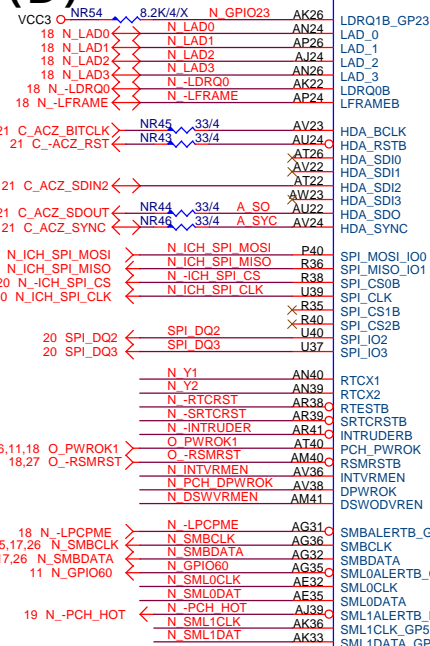 VCC3 NR54 8.2K/4/X N_GPIO23 AK26 LDRQ1B_GP23
18 N_LAD0 N_LAD0 AN24 LAD_0
18 N_LAD1 N_LAD1 AP26 LAD_1
18 N_LAD2 N_LAD2 AJ24 LAD_2
18 N_LAD3 N_LAD3 AN26 LAD_3
18 N_-LDRQ0 N_-LDRQ0 AK22 LDRQ0B
18 N_-LFRAME N_-LFRAME AP24 LFRAMEB
21 C_ACZ_BITCLK NR45 33/4 AV23 HDA_BCLK
21 C_-ACZ_RST NR43 33/4 AU24 HDA_RSTB
AT26 HDA_SDI0
AV22 HDA_SDI1
21 C_ACZ_SDIN2 AT22 HDA_SDI2
AW23 HDA_SDI3
21 C_ACZ_SDOUT NR44 33/4 A_SO AU22 HDA_SDO
21 C_ACZ_SYNC NR46 33/4 A_SYC AV24 HDA_SYNC
N_ICH_SPI_MOSI N_ICH_SPI_MOSI P40 SPI_MOSI_IO0
N_ICH_SPI_MISO N_ICH_SPI_MISO R36 SPI_MISO_IO1
20 N_-ICH_SPI_CS N_-ICH_SPI_CS R38 SPI_CS0B
0 N_ICH_SPI_CLK N_ICH_SPI_CLK U39 SPI_CLK
R35 SPI_CS1B
R40 SPI_CS2B
20 SPI_DQ2 SPI_DQ2 U40 SPI_IO2
20 SPI_DQ3 SPI_DQ3 U37 SPI_IO3
N_Y1 AN40 RTCX1
N_Y2 AN39 RTCX2
N_-RTCRST AR38 RTESTB
N_-SRTCRST AR39 SRTCRSTB
N_-INTRUDER AR41 INTRUDERB
6,11,18 O_PWROK1 O_PWROK1 AT40 PCH_PWROK
18,27 O_-RSMRST O_-RSMRST AM40 RSMRSTB
N_INTVRMEN AV36 INTVRMEN
N_PCH_DPWROK AV38 DPWROK
N_DSWVRMEN AM41 DSWODVREN
18 N_-LPCPME N_-LPCPME AG31 SMBALERTB_G
5,17,26 N_SMBCLK N_SMBCLK AG36 SMBCLK
17,26 N_SMBDATA N_SMBDATA AG32 SMBDATA
11 N_GPIO60 N_GPIO60 AG35 SML0ALERTB_
N_SML0CLK AE32 SML0CLK
N_SML0DAT AE35 SML0DATA
19 N_-PCH_HOT N_-PCH_HOT AJ39 SML1ALERTB_
N_SML1CLK AK36 SML1CLK_GP5
N_SML1DAT AK33 SML1DATA_GP